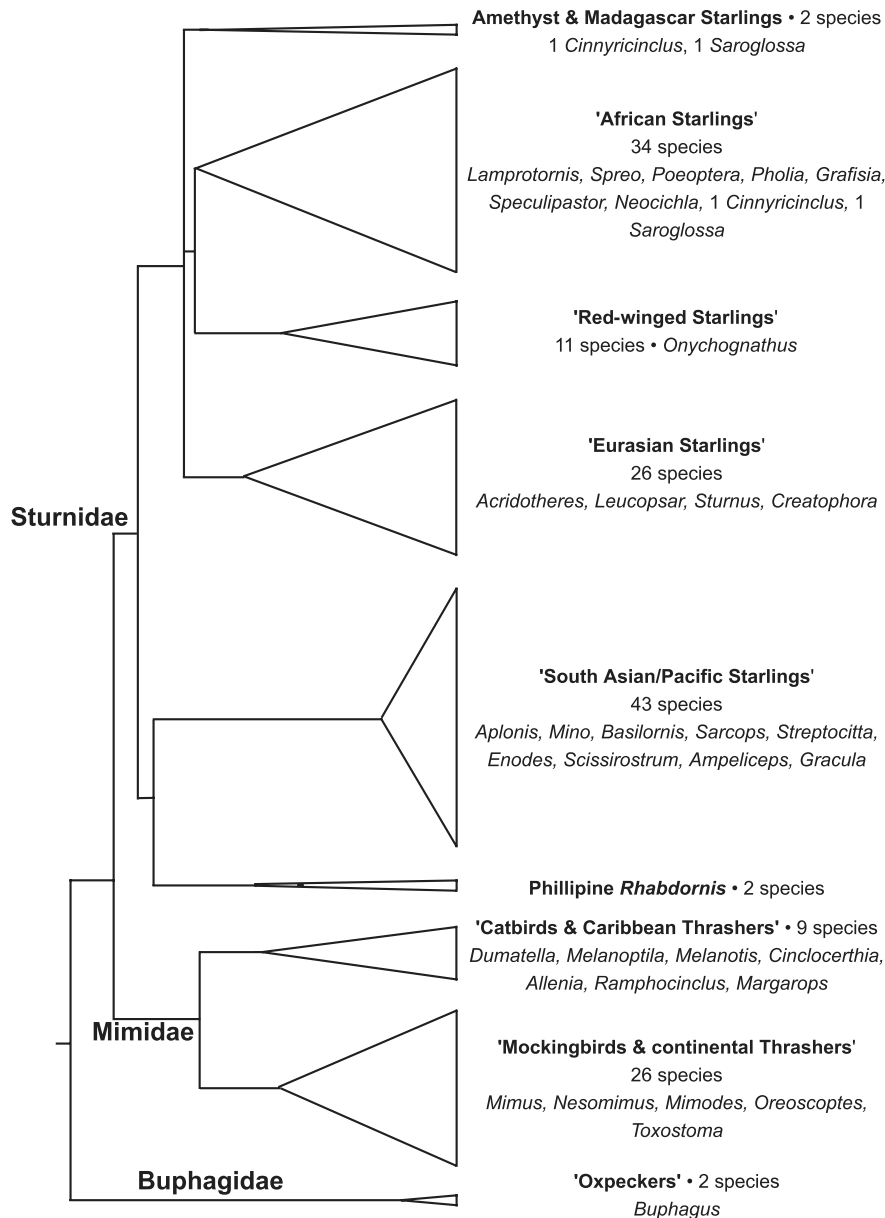 Amethyst & Madagascar Starlings • 2 species
1 Cinnyricinclus, 1 Saroglossa
'African Starlings'
34 species
Lamprotornis, Spreo, Poeoptera, Pholia, Grafisia,
Speculipastor, Neocichla, 1 Cinnyricinclus, 1
Saroglossa
'Red-winged Starlings'
11 species • Onychognathus
'Eurasian Starlings'
26 species
Acridotheres, Leucopsar, Sturnus, Creatophora
Sturnidae
'South Asian/Pacific Starlings'
43 species
Aplonis, Mino, Basilornis, Sarcops, Streptocitta,
Enodes, Scissirostrum, Ampeliceps, Gracula
Phillipine Rhabdornis • 2 species
'Catbirds & Caribbean Thrashers' • 9 species
Dumatella, Melanoptila, Melanotis, Cinclocerthia,
Allenia, Ramphocinclus, Margarops
Mimidae
'Mockingbirds & continental Thrashers'
26 species
Mimus, Nesomimus, Mimodes, Oreoscoptes,
Toxostoma
Buphagidae
'Oxpeckers' • 2 species
Buphagus